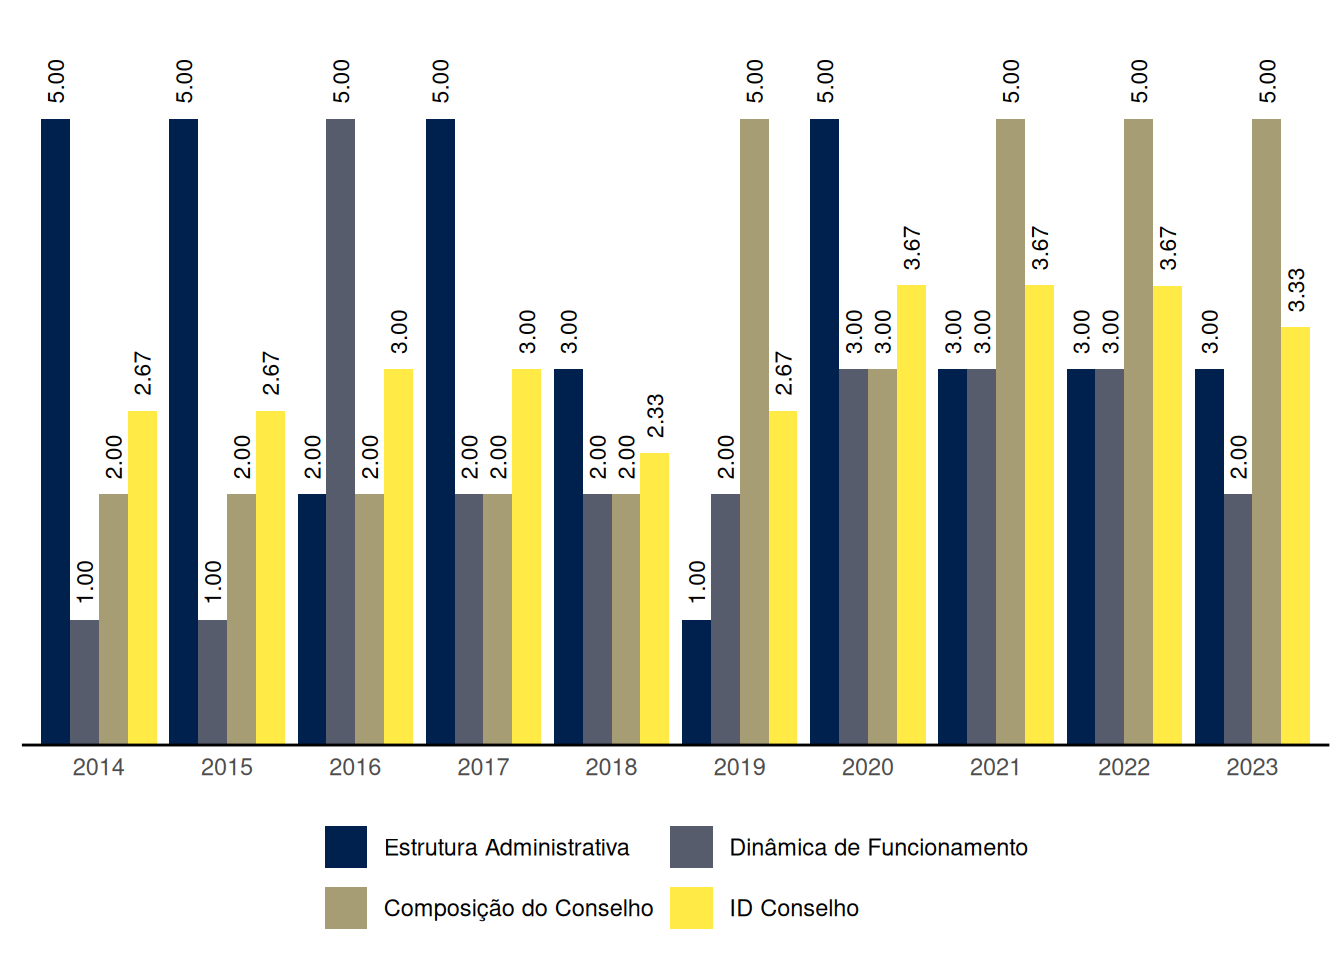 5.00 1.00 2.00 2.67 5.00 1.00 2.00 2.67 2.00 5.00 2.00 3.00 5.00 2.00 2.00 3.00 3.00 2.00 2.00 2.33 1.00 2.00 5.00 2.67 5.00 3.00 3.00 3.67 3.00 3.00 5.00 3.67 3.00 3.00 5.00 3.67 3.00 2.00 5.00 3.33
2014 2015 2016 2017 2018 2019 2020 2021 2022 2023
Estrutura Administrativa Dinâmica de Funcionamento
Composição do Conselho ID Conselho